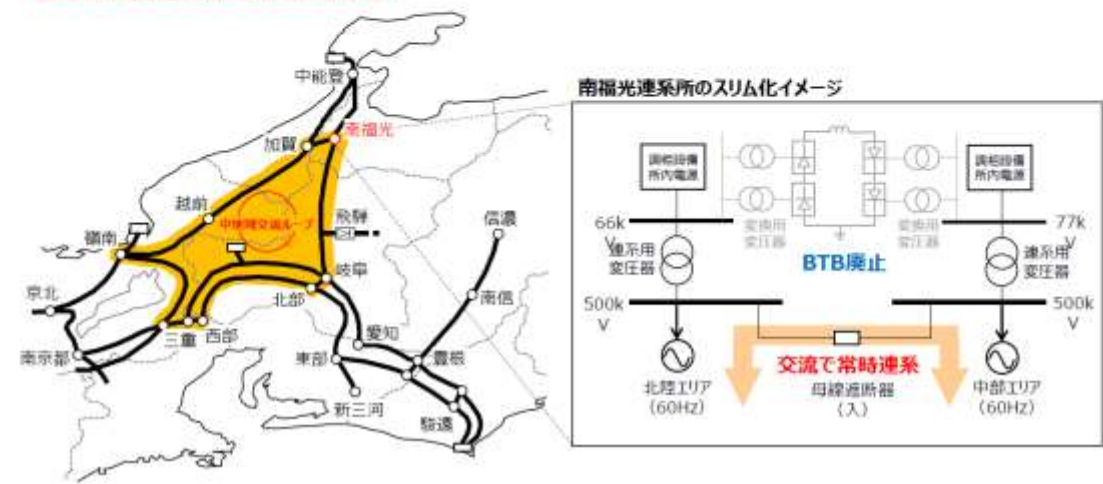 中能登
南福光
加賀
越前
中地域交流ループ
飛騨
信濃
嶺南
岐阜
京北
北部
南信
三重
西部
愛知
南京都
東部
豊根
新三河
駿遠
南福光連系所のスリム化イメージ
調相設備
所内電源
調相設備
所内電源
66k
V
変換用
変圧器
変換用
変圧器
77k
V
連系用
変圧器
BTB廃止
連系用
変圧器
500k
V
500k
V
交流で常時連系
北陸エリア
(60Hz)
母線遮断器
(入)
中部エリア
(60Hz)